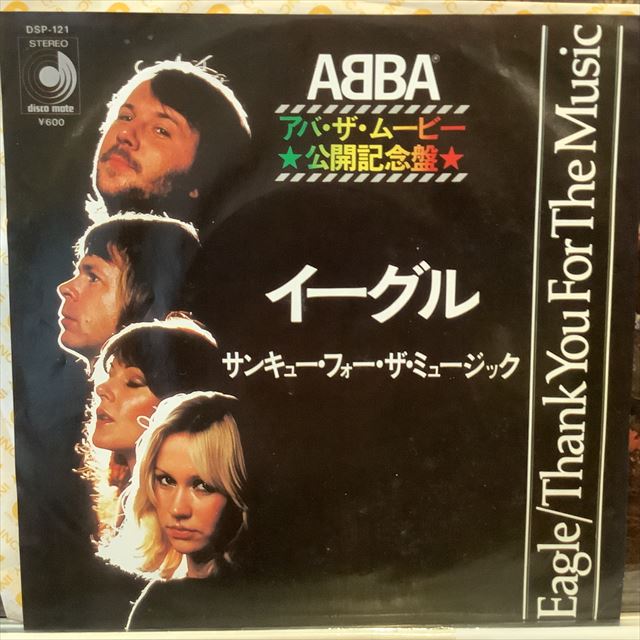 DSP-121
STEREO
disco mate
¥600
ABBA®
アバ・ザ・ムービー
★公開記念盤★
イーグル
サンキュー・フォー・ザ・ミュージック
Eagle/Thank You For The Music